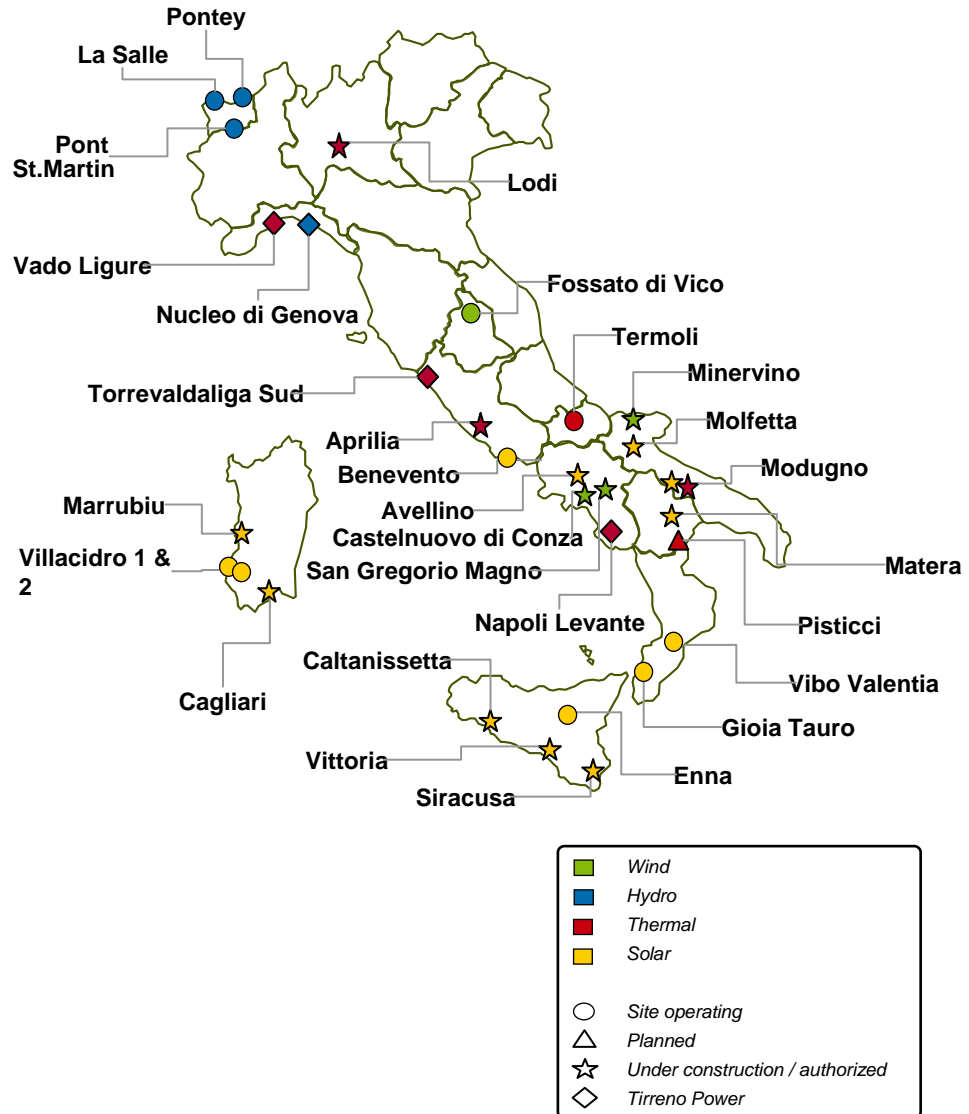 Pontey
La Salle
Pont
St.Martin
Lodi
Vado Ligure
Fossato di Vico
Nucleo di Genova
Termoli
Minervino
Torrevaldaliga Sud
Molfetta
Aprilia
Benevento
Modugno
Marrubiu
Avellino
Castelnuovo di Conza
Villacidro 1 &
2
San Gregorio Magno
Matera
Napoli Levante
Pisticci
Caltanissetta
Vibo Valentia
Cagliari
Gioia Tauro
Vittoria
Enna
Siracusa
Wind
Hydro
Thermal
Solar
Site operating
Planned
Under construction / authorized
Tirreno Power